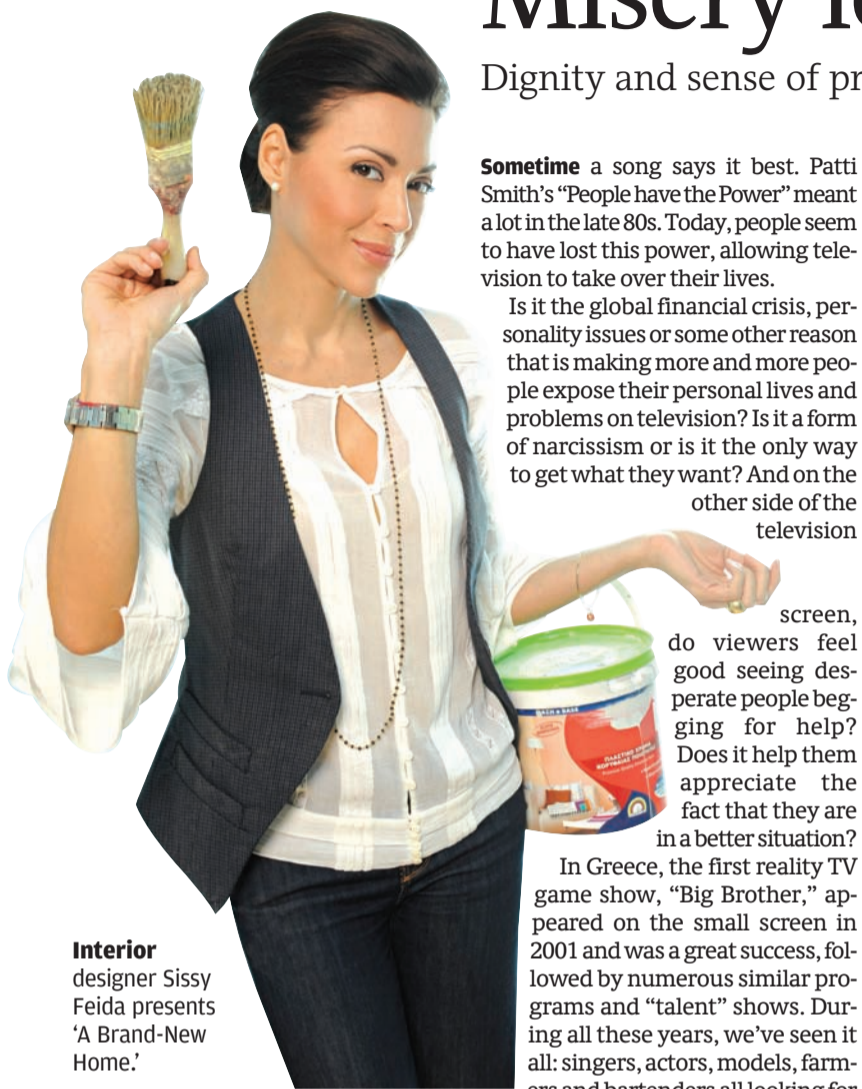 Misery
Dignity and sense of pr
Sometime a song says it best. Patti
Smith's “People have the Power” meant
a lot in the late 80s. Today, people seem
to have lost this power, allowing tele-
vision to take over their lives.
Is it the global financial crisis, per-
sonality issues or some other reason
that is making more and more peo-
ple expose their personal lives and
problems on television? Is it a form
of narcissism or is it the only way
to get what they want? And on the
other side of the
television
screen,
do viewers feel
good seeing des-
perate people beg-
ging for help?
Does it help them
appreciate the
fact that they are
in a better situation?
In Greece, the first reality TV
game show, “Big Brother,” ap-
peared on the small screen in
2001 and was a great success, fol-
lowed by numerous similar pro-
grams and “talent” shows. Dur-
ing all these years, we've seen it
all: singers, actors, models, farm-
ers and bartenders all looking for
ΠΛΑΣΤΙΚΟ ΧΡΩΜΑ
Interior
designer Sissy
Feida presents
‘A Brand-New
Home.’